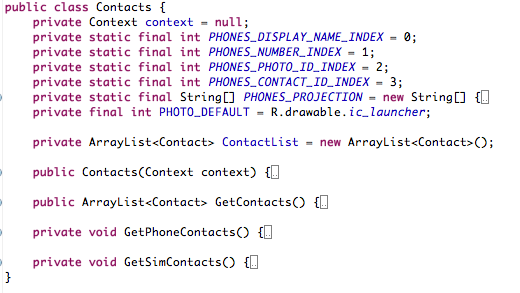 public class Contacts {
private Context context = null;
private static final int PHONES_DISPLAY_NAME_INDEX = 0;
private static final int PHONES_NUMBER_INDEX = 1;
private static final int PHONES_PHOTO_ID_INDEX = 2;
private static final int PHONES_CONTACT_ID_INDEX = 3;
private static final String[] PHONES_PROJECTION = new String[] {..
private final int PHOTO_DEFAULT = R.drawable.ic_launcher;
private ArrayList<Contact> ContactList = new ArrayList<Contact>();
public Contacts(Context context) {..
public ArrayList<Contact> GetContacts() {..
private void GetPhoneContacts() {..
private void GetSimContacts() {..
}